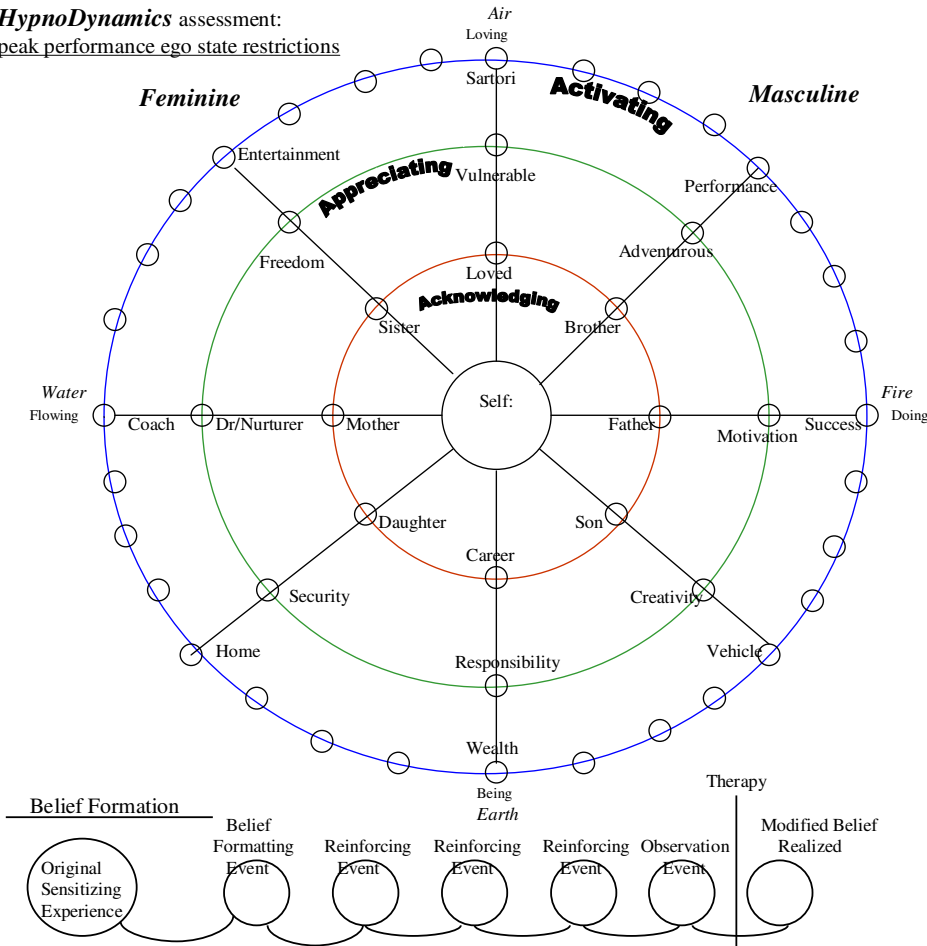 HypnoDynamics assessment:
peak performance ego state restrictions
Air
Loving
Sartori
Activating
Feminine
Masculine
Entertainment
Appreciating
Vulnerable
Performance
Freedom
Adventurous
Loved
Acknowledging
Sister
Brother
Water
Fire
Flowing
Coach
Dr/Nurturer
Mother
Self:
Father
Motivation
Success
Doing
Daughter
Son
Career
Security
Creativity
Home
Responsibility
Vehicle
Wealth
Being
Earth
Therapy
Belief Formation
Original
Sensitizing
Experience
Belief
Formatting
Event
Reinforcing
Event
Reinforcing
Event
Reinforcing
Event
Observation
Event
Modified Belief
Realized